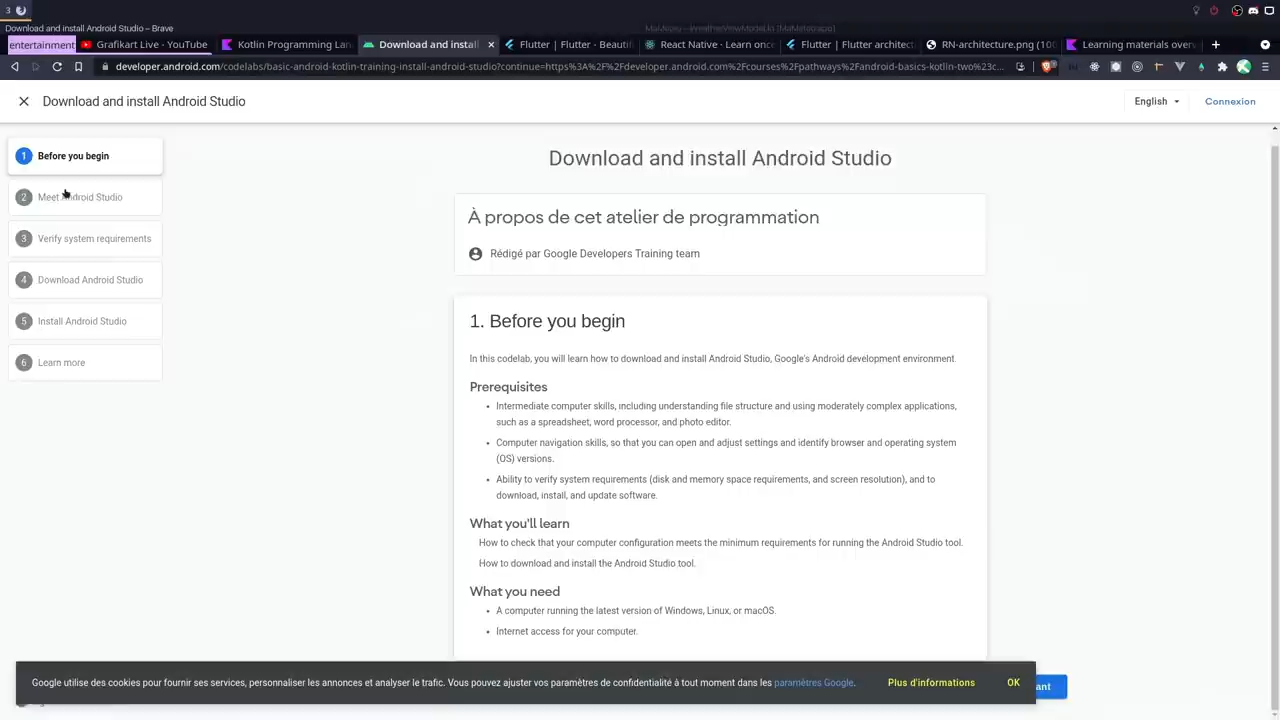 3
Download and install Android Studio – Brave
entertainment
Grafikart Live - YouTube
Kotlin Programming Lan
Download and install
Flutter | Flutter · Beautif
React Native · Learn once
Flutter | Flutter architect
RN-architecture.png (100
Learning materials over
developer.android.com/codelabs/basic-android-kotlin-training-install-android-studio?continue=https%3A%2F%2Fdeveloper.android.com%2Fcourses%2Fpathways%2Fandroid-basics-kotlin-two%23c...
Download and install Android Studio
English
Connexion
1 Before you begin
2 Meet Android Studio
3 Verify system requirements
4 Download Android Studio
5 Install Android Studio
6 Learn more
Download and install Android Studio
À propos de cet atelier de programmation
Rédigé par Google Developers Training team
1. Before you begin
In this codelab, you will learn how to download and install Android Studio, Google's Android development environment.
Prerequisites
• Intermediate computer skills, including understanding file structure and using moderately complex applications,
such as a spreadsheet, word processor, and photo editor.
• Computer navigation skills, so that you can open and adjust settings and identify browser and operating system
(OS) versions.
• Ability to verify system requirements (disk and memory space requirements, and screen resolution), and to
download, install, and update software.
What you'll learn
How to check that your computer configuration meets the minimum requirements for running the Android Studio tool.
How to download and install the Android Studio tool.
What you need
• A computer running the latest version of Windows, Linux, or macOS.
• Internet access for your computer.
Google utilise des cookies pour fournir ses services, personnaliser les annonces et analyser le trafic. Vous pouvez ajuster vos paramètres de confidentialité à tout moment dans les paramètres Google.
Plus d'informations
OK
ant